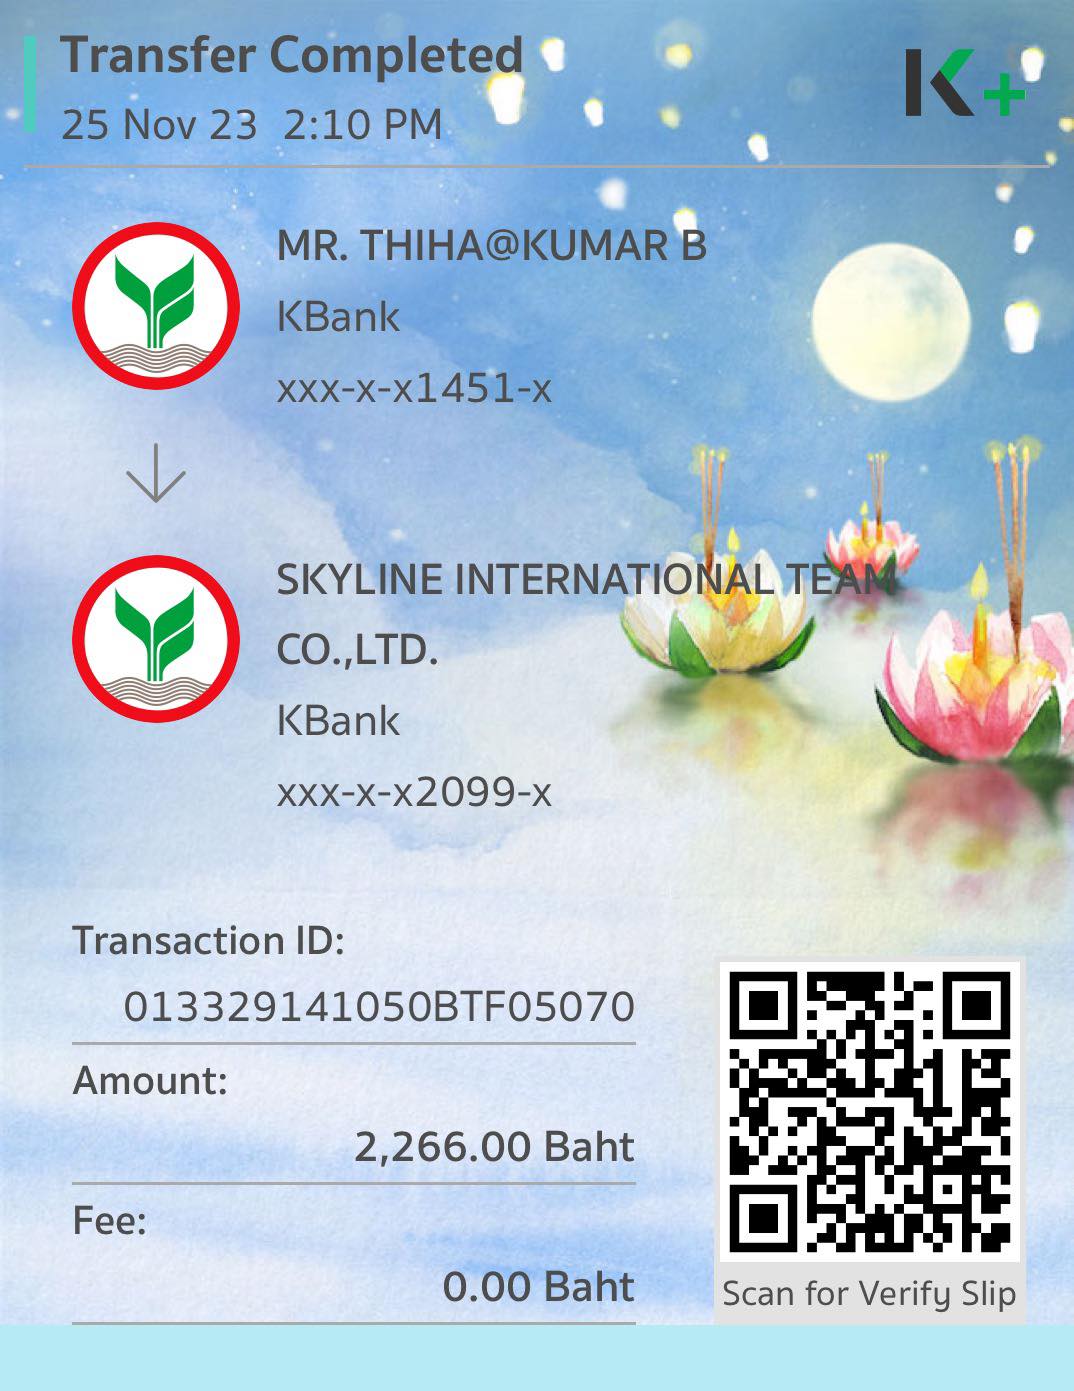 Transfer Completed
25 Nov 23 2:10 PM
K+
MR. THIHA@KUMAR B
KBank
xxx-x-x1451-x
SKYLINE INTERNATIONAL TEAM
CO.,LTD.
KBank
xxx-x-x2099-x
Transaction ID:
013329141050BTF05070
Amount:
2,266.00 Baht
Fee:
0.00 Baht
Scan for Verify Slip